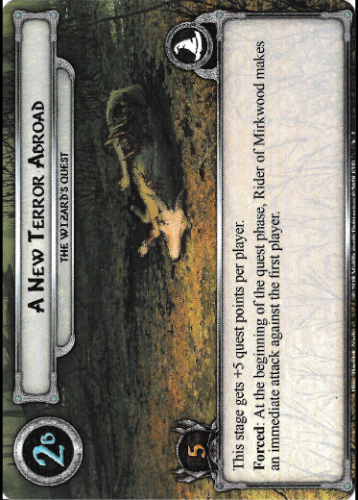 2B
A New Terror Abroad
The Wizard's Quest
5
This stage gets +5 quest points per player.
Forced: At the beginning of the quest phase, Rider of Mirkwood makes
an immediate attack against the first player.